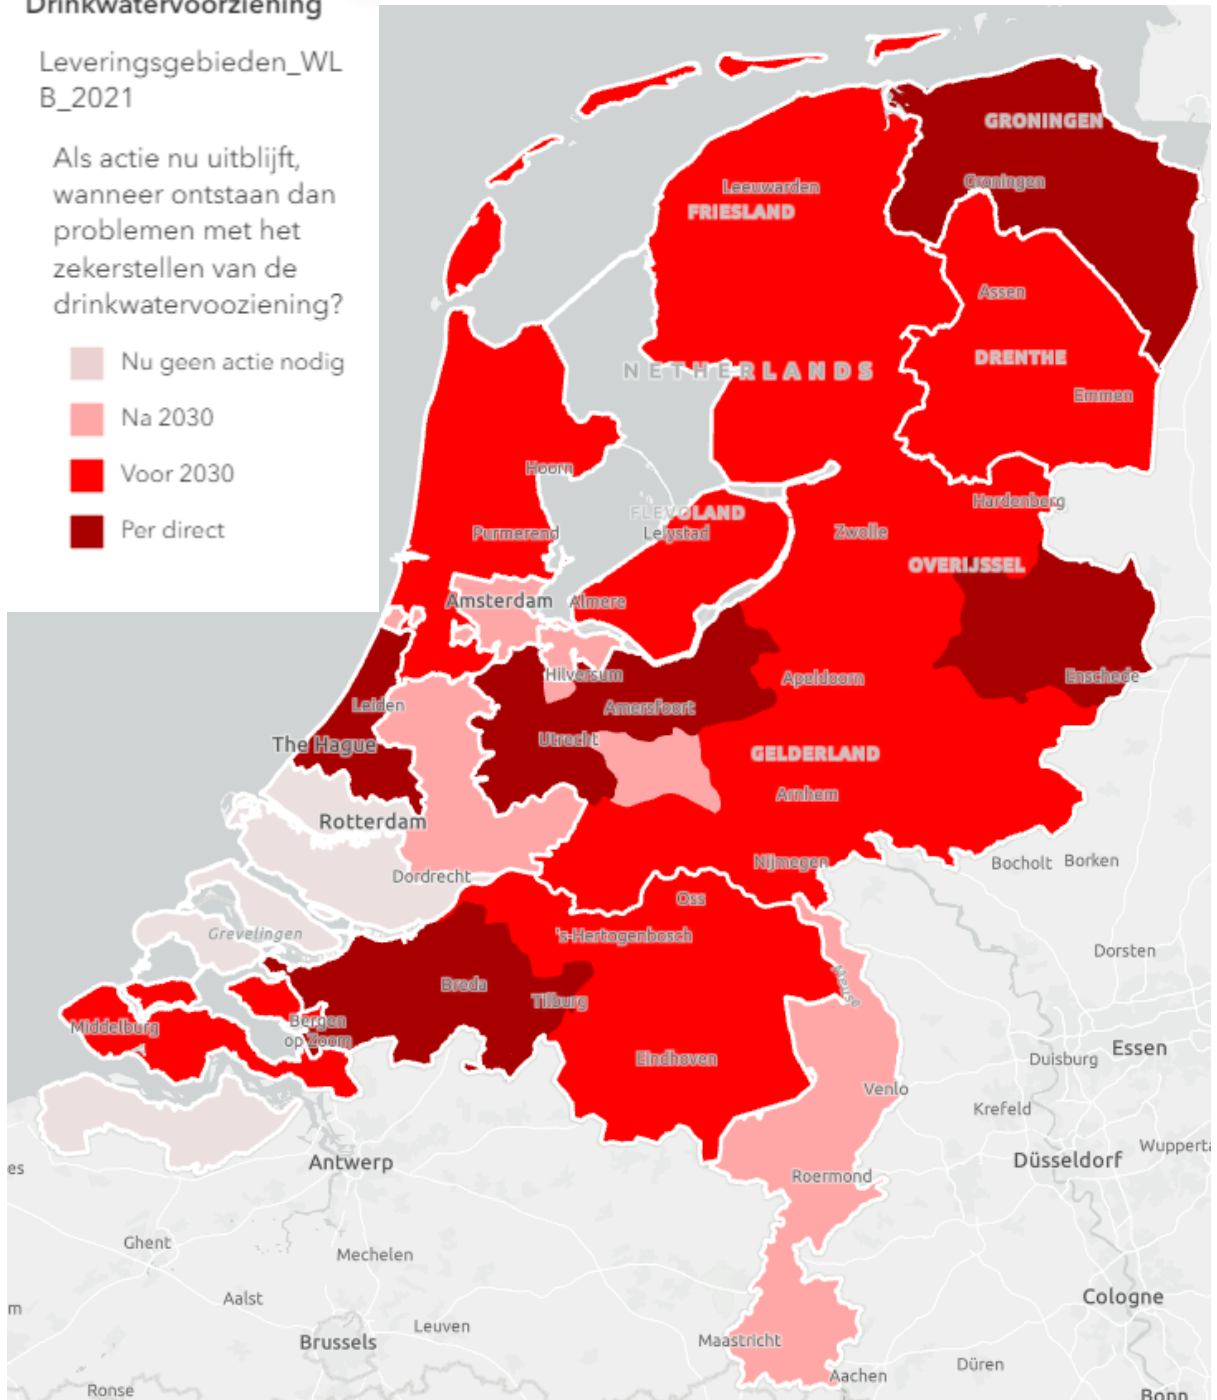 Drinkwatervoorziening
Leveringsgebieden_WL
B_2021
Als actie nu uitblijft,
wanneer ontstaan dan
problemen met het
zekerstellen van de
drinkwatervooziening?
Nu geen actie nodig
Na 2030
Voor 2030
Per direct
GRONINGEN
Groningen
Leeuwarden
FRIESLAND
Assen
DRENTHE
NETHERLANDS
Emmen
Hoorn
Hardenberg
FLEVOLAND
Purmerend
Lelystad
Zwolle
OVERIJSSEL
Amsterdam
Almere
Hilversum
Apeldoorn
Enschede
Leiden
Amersfoort
The Hague
Utrecht
GELDERLAND
Arnhem
Rotterdam
Nijmegen
Bocholt
Borken
Dordrecht
Oss
Grevelingen
's-Hertogenbosch
Dorsten
Meuse
Breda
Tilburg
Middelburg
Bergen
op Zoom
Eindhoven
Duisburg
Essen
Venlo
Krefeld
Wupperta
es
Antwerp
Düsseldorf
Roermond
Ghent
Mechelen
m
Aalst
Cologne
Leuven
Brussels
Maastricht
Düren
Aachen
Ronse
Bonn